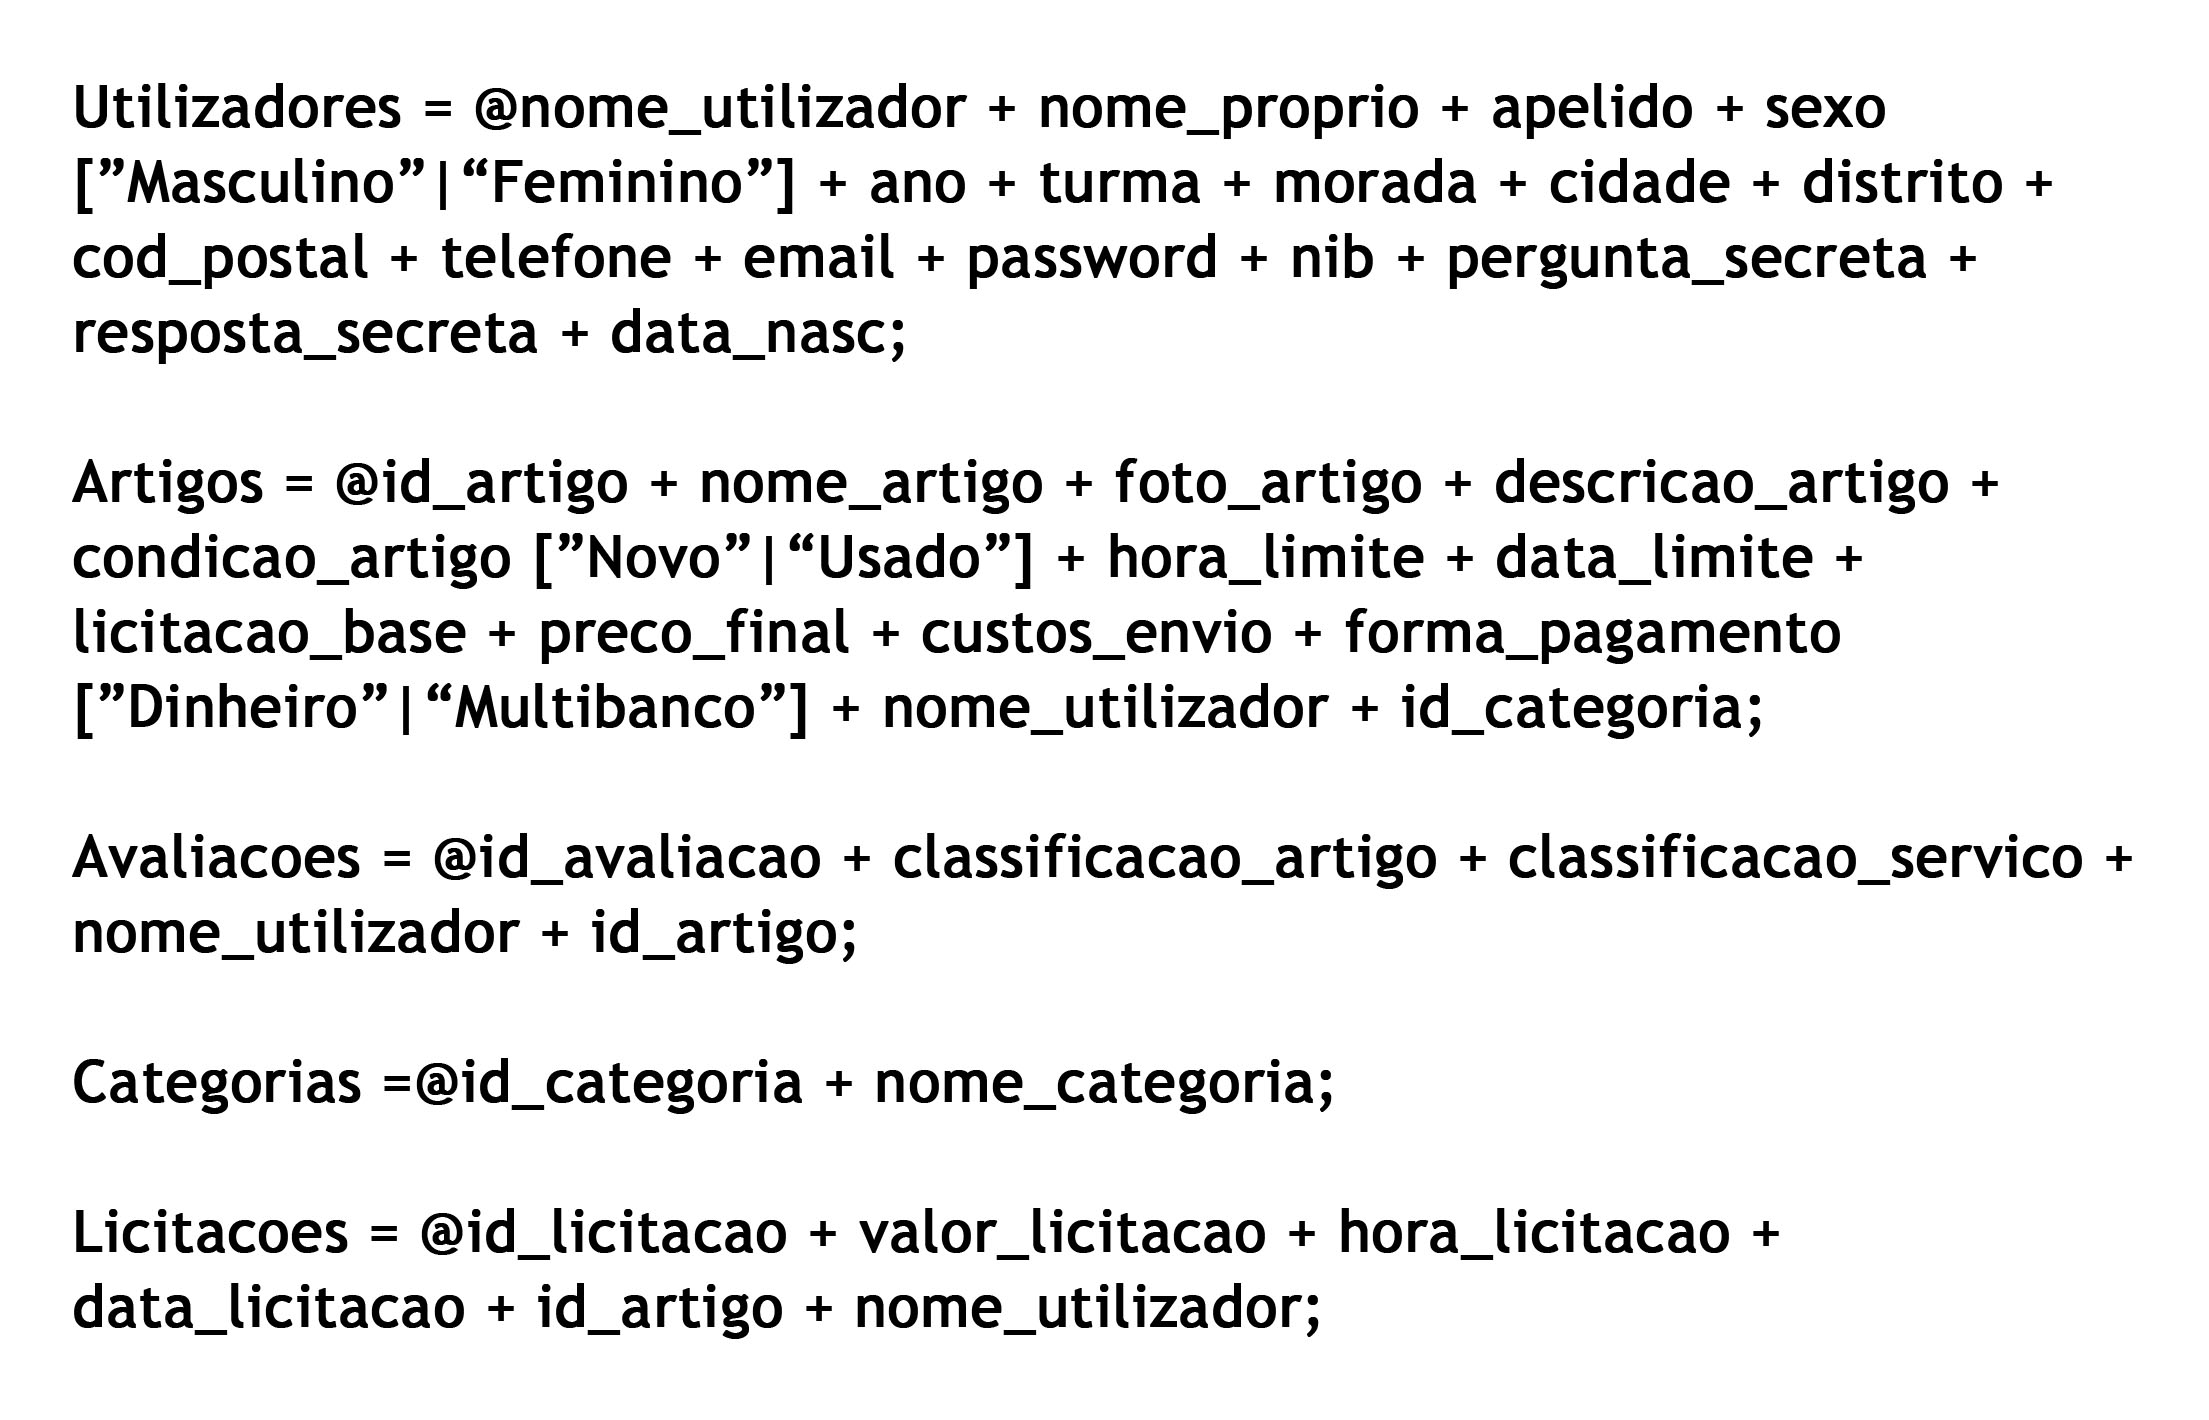 Utilizadores = @nome_utilizador + nome_proprio + apelido + sexo
[”Masculino”|“Feminino”] + ano + turma + morada + cidade + distrito +
cod_postal + telefone + email + password + nib + pergunta_secreta +
resposta_secreta + data_nasc;
Artigos = @id_artigo + nome_artigo + foto_artigo + descricao_artigo +
condicao_artigo [”Novo”|“Usado”] + hora_limite + data_limite +
licitacao_base + preco_final + custos_envio + forma_pagamento
[”Dinheiro”|“Multibanco”] + nome_utilizador + id_categoria;
Avaliacoes = @id_avaliacao + classificacao_artigo + classificacao_servico +
nome_utilizador + id_artigo;
Categorias =@id_categoria + nome_categoria;
Licitacoes = @id_licitacao + valor_licitacao + hora_licitacao +
data_licitacao + id_artigo + nome_utilizador;